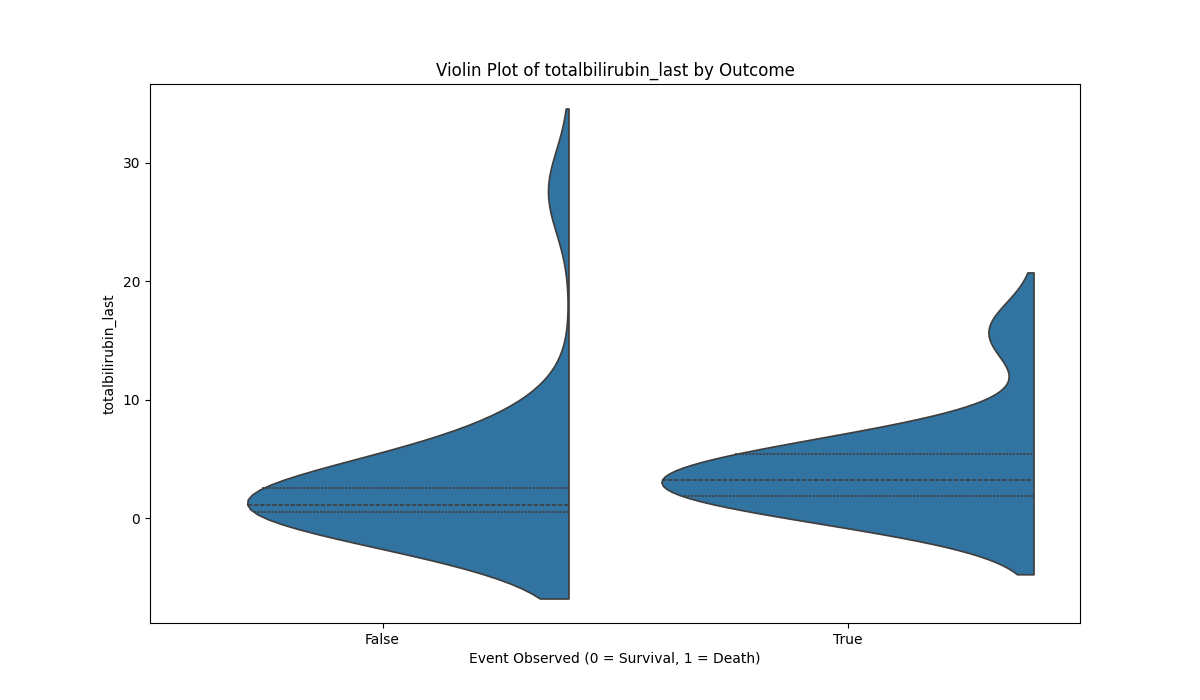 Violin Plot of totalbilirubin_last by Outcome
totalbilirubin_last
30
20
10
0
False
True
Event Observed (0 = Survival, 1 = Death)